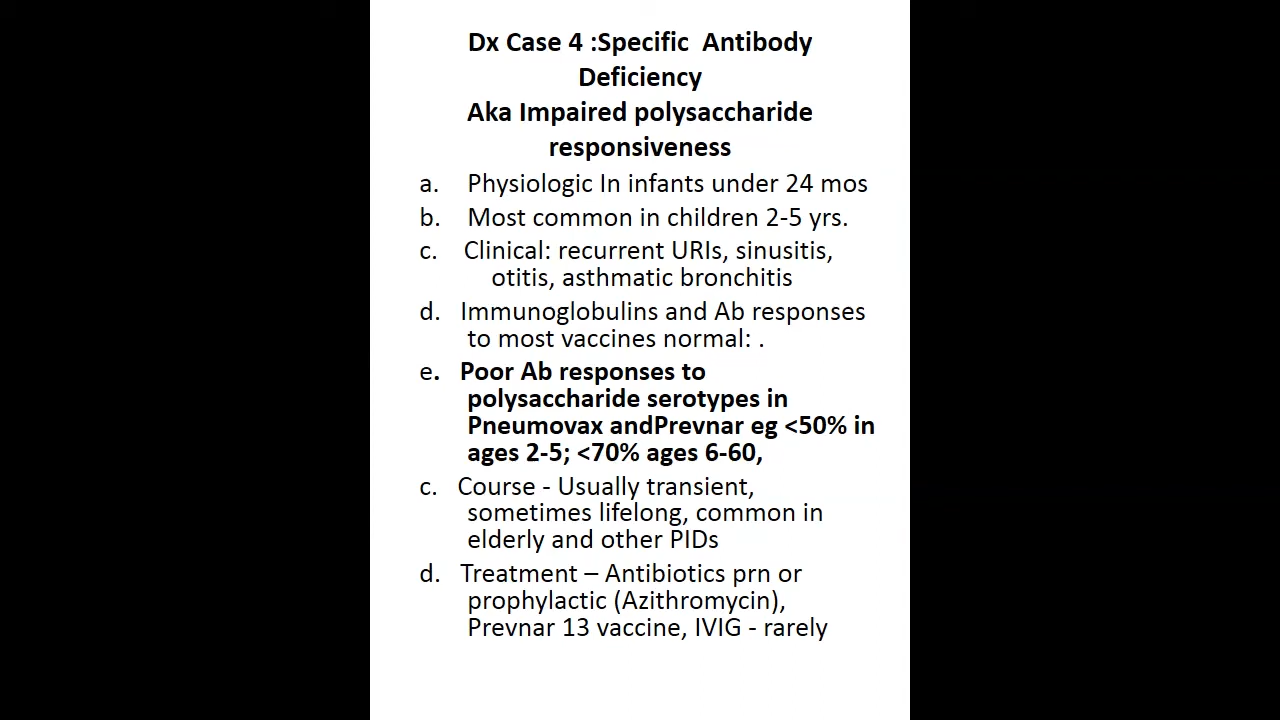 Dx Case 4 :Specific Antibody
Deficiency
Aka Impaired polysaccharide
responsiveness
a. Physiologic In infants under 24 mos
b. Most common in children 2-5 yrs.
c. Clinical: recurrent URIs, sinusitis,
otitis, asthmatic bronchitis
d. Immunoglobulins and Ab responses
to most vaccines normal: .
e. Poor Ab responses to
polysaccharide serotypes in
Pneumovax andPrevnar eg <50% in
ages 2-5; <70% ages 6-60,
c. Course - Usually transient,
sometimes lifelong, common in
elderly and other PIDs
d. Treatment – Antibiotics prn or
prophylactic (Azithromycin),
Prevnar 13 vaccine, IVIG - rarely